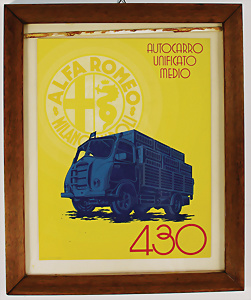 AUTOCARRO
UNIFICATO
MEDIO
ALFA ROMEO
MILANO
430